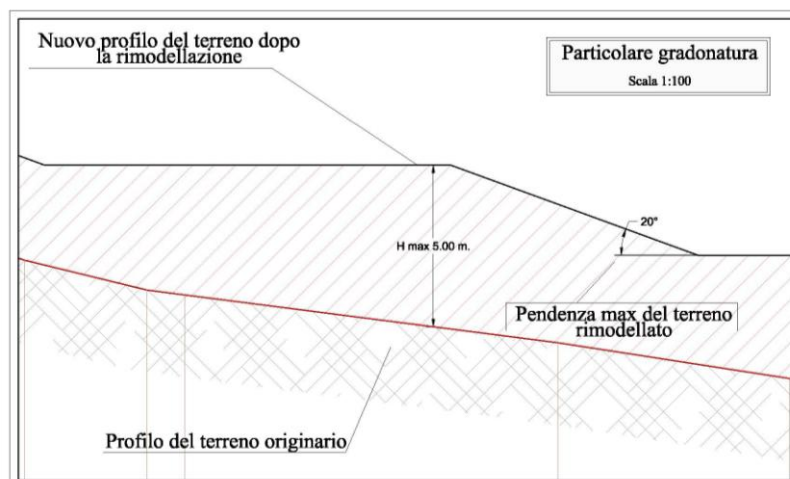 Nuovo profilo del terreno dopo
la rimodellazione
Particolare gradonatura
Scala 1:100
20°
H max 5.00 m.
Pendenza max del terreno
rimodellato
Profilo del terreno originario